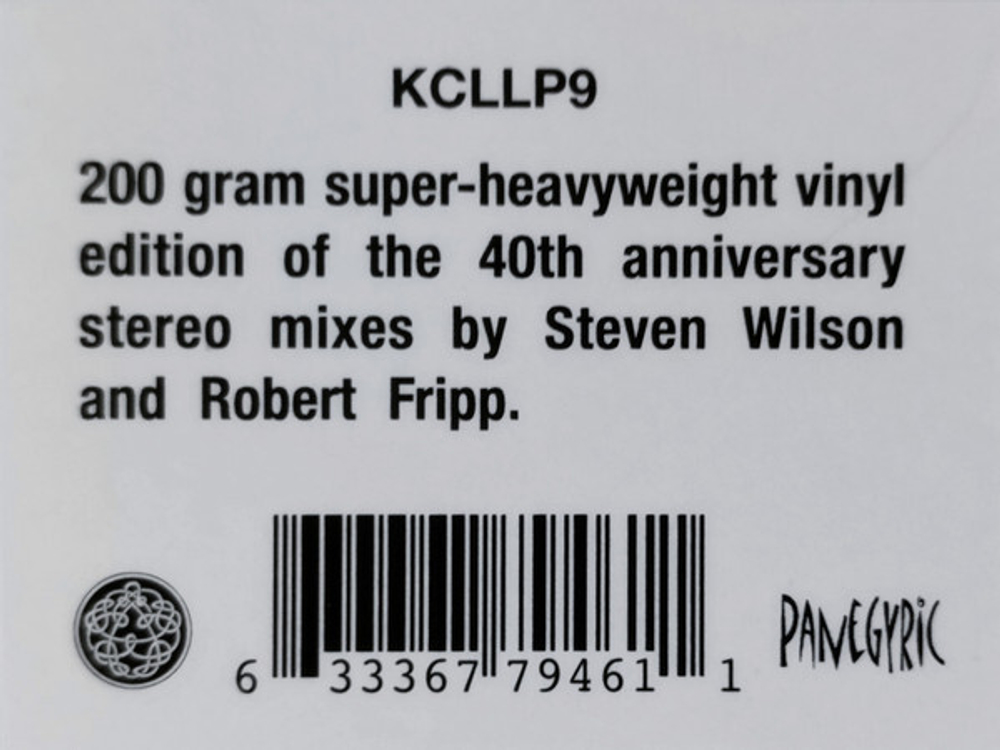 KCLLP9
200 gram super-heavyweight vinyl
edition of the 40th anniversary
stereo mixes by Steven Wilson
and Robert Fripp.
6 33367 79461 1
PANEGYRIC